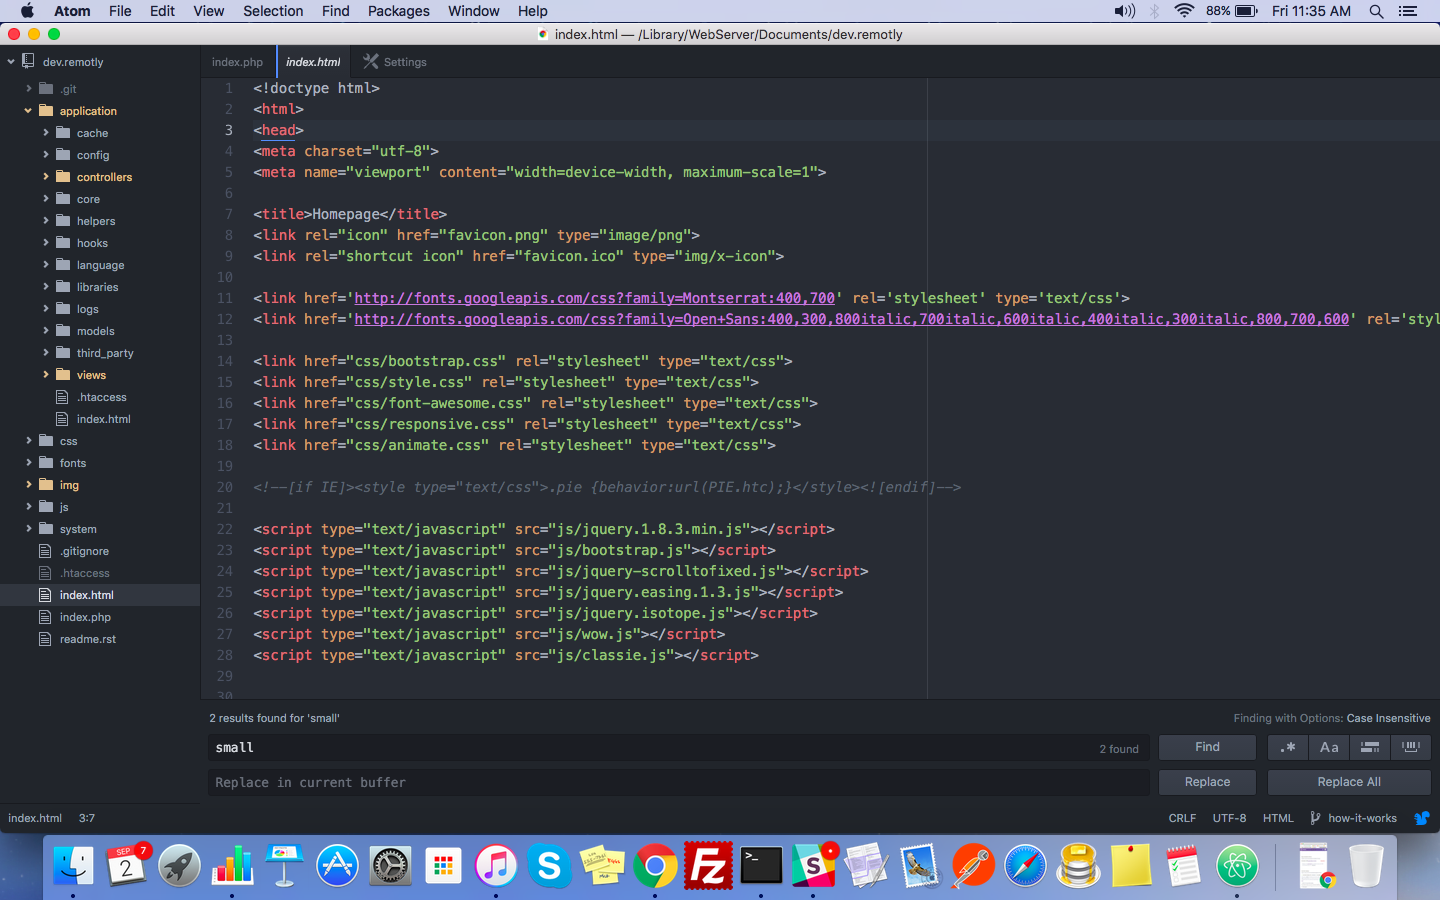 Atom File Edit View Selection Find Packages Window Help 88% Fri 11:35 AM
index.html — /Library/WebServer/Documents/dev.remotly
dev.remotly
.git
application
cache
config
controllers
core
helpers
hooks
language
libraries
logs
models
third_party
views
.htaccess
index.html
css
fonts
img
js
system
.gitignore
.htaccess
index.html
index.php
readme.rst
index.php index.html Settings
1 <!doctype html>
2 <html>
3 <head>
4 <meta charset="utf-8">
5 <meta name="viewport" content="width=device-width, maximum-scale=1">
6
7 <title>Homepage</title>
8 <link rel="icon" href="favicon.png" type="image/png">
9 <link rel="shortcut icon" href="favicon.ico" type="img/x-icon">
10
11 <link href='http://fonts.googleapis.com/css?family=Montserrat:400,700' rel='stylesheet' type='text/css'>
12 <link href='http://fonts.googleapis.com/css?family=Open+Sans:400,300,800italic,700italic,600italic,400italic,300italic,800,700,600' rel='styl
13
14 <link href="css/bootstrap.css" rel="stylesheet" type="text/css">
15 <link href="css/style.css" rel="stylesheet" type="text/css">
16 <link href="css/font-awesome.css" rel="stylesheet" type="text/css">
17 <link href="css/responsive.css" rel="stylesheet" type="text/css">
18 <link href="css/animate.css" rel="stylesheet" type="text/css">
19
20 <!--[if IE]><style type="text/css">.pie {behavior:url(PIE.htc);}</style><![endif]-->
21
22 <script type="text/javascript" src="js/jquery.1.8.3.min.js"></script>
23 <script type="text/javascript" src="js/bootstrap.js"></script>
24 <script type="text/javascript" src="js/jquery-scrolltofixed.js"></script>
25 <script type="text/javascript" src="js/jquery.easing.1.3.js"></script>
26 <script type="text/javascript" src="js/jquery.isotope.js"></script>
27 <script type="text/javascript" src="js/wow.js"></script>
28 <script type="text/javascript" src="js/classie.js"></script>
29
30
2 results found for 'small' Finding with Options: Case Insensitive
small 2 found Find .* Aa
Replace in current buffer Replace Replace All
index.html 3:7 CRLF UTF-8 HTML how-it-works
SEP 2 7